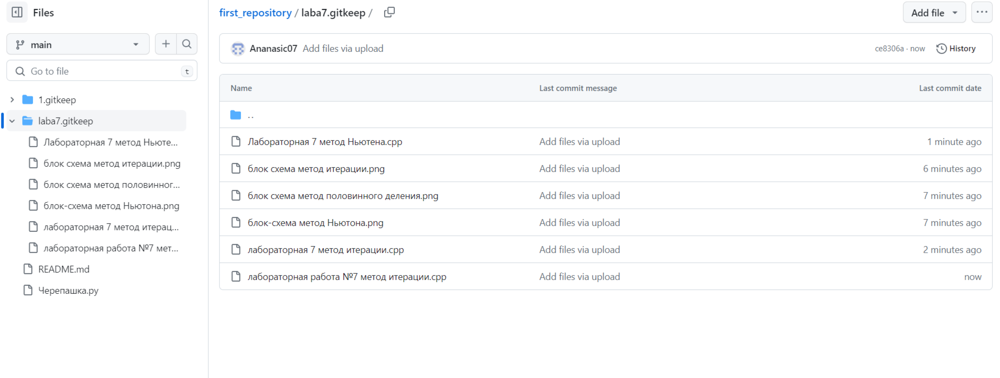 Files
main
Go to file
t
1.gitkeep
laba7.gitkeep
Лабораторная 7 метод Ньюте...
блок схема метод итерации.png
блок схема метод половинног...
блок-схема метод Ньютона.png
лабораторная 7 метод итерац...
лабораторная работа №7 мет...
README.md
Черепашка.py
first_repository / laba7.gitkeep /
Add file
Ananasic07 Add files via upload
ce8306a · now
History
Name Last commit message Last commit date
..
Лабораторная 7 метод Ньютена.cpp Add files via upload 1 minute ago
блок схема метод итерации.png Add files via upload 6 minutes ago
блок схема метод половинного деления.png Add files via upload 7 minutes ago
блок-схема метод Ньютона.png Add files via upload 7 minutes ago
лабораторная 7 метод итерации.cpp Add files via upload 2 minutes ago
лабораторная работа №7 метод итерации.cpp Add files via upload now